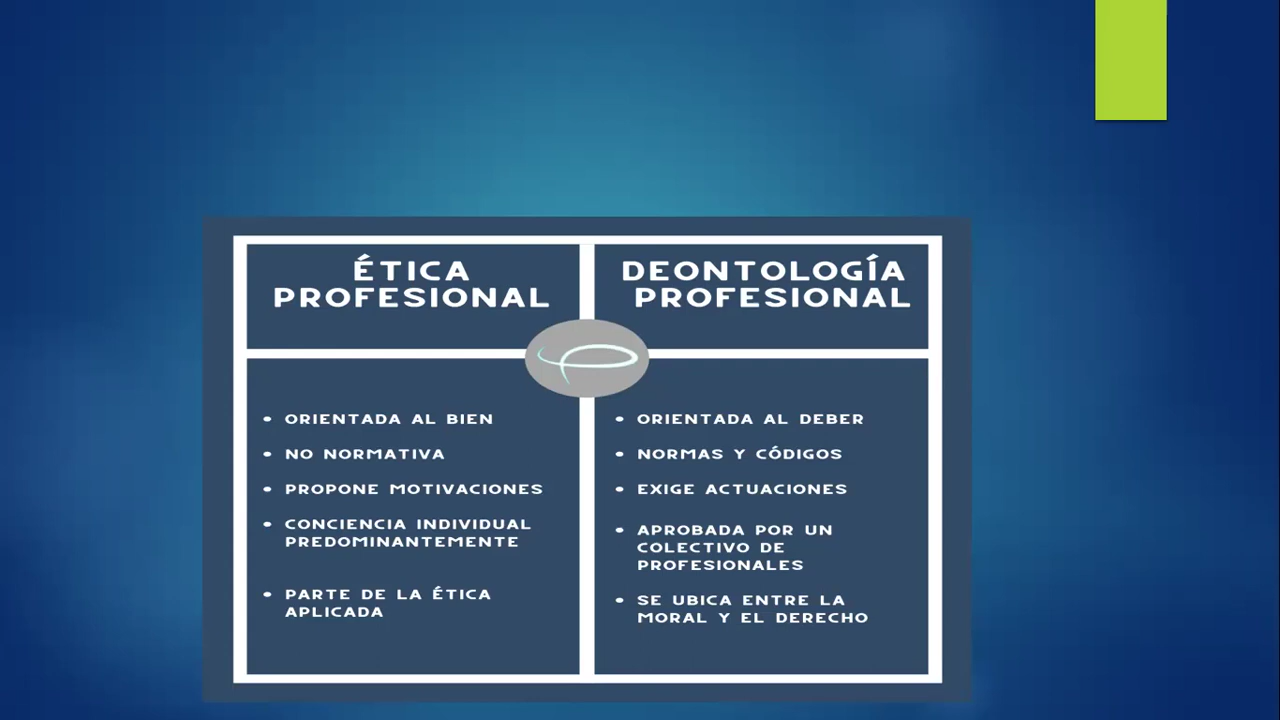 ÉTICA
PROFESIONAL
ORIENTADA AL BIEN
NO NORMATIVA
PROPONE MOTIVACIONES
CONCIENCIA INDIVIDUAL
PREDOMINANTEMENTE
PARTE DE LA ÉTICA
APLICADA
DEONTOLOGÍA
PROFESIONAL
ORIENTADA AL DEBER
NORMAS Y CÓDIGOS
EXIGE ACTUACIONES
APROBADA POR UN
COLECTIVO DE
PROFESIONALES
SE UBICA ENTRE LA
MORAL Y EL DERECHO